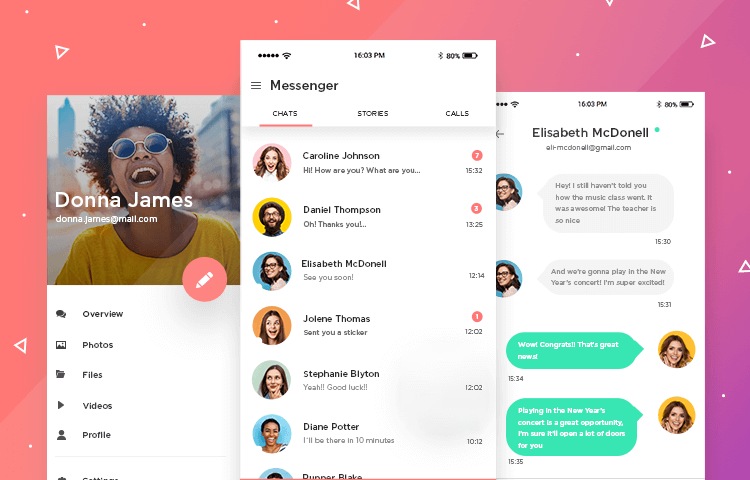 Donna James
donna.james@mail.com
Overview
Photos
Files
Videos
Profile
16:03 PM
80%
Messenger
CHATS
STORIES
CALLS
Caroline Johnson
7
Hi! How are you? What are you...
15:32
Daniel Thompson
3
Oh! Thanks you!..
13:25
Elisabeth McDonell
See you soon!
12:14
Jolene Thomas
1
Sent you a sticker
12:02
Stephanie Blyton
Yeah!! Good luck!!
12:02
Diane Potter
I'll be there in 10 minutes
10:12
16:03 PM
80%
Elisabeth McDonell
eli-mcdonell@gmail.com
Hey! I still haven't told you
how the music class went. It
was awesome! The teacher is
so nice
15:30
And we're gonna play in the New
Year's concert! I'm super excited!
15:31
Wow! Congrats!! That's great
news!
15:34
Playing in the New Year's
concert is a great opportunity,
I'm sure it'll open a lot of doors
for you
15:35